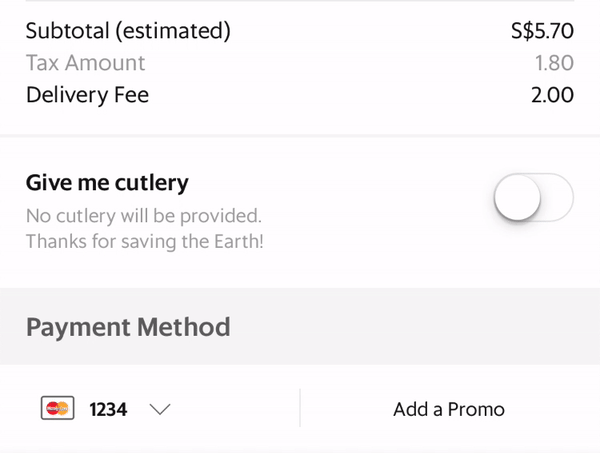 Subtotal (estimated) S$5.70
Tax Amount 1.80
Delivery Fee 2.00
Give me cutlery
No cutlery will be provided.
Thanks for saving the Earth!
Payment Method
1234 Add a Promo